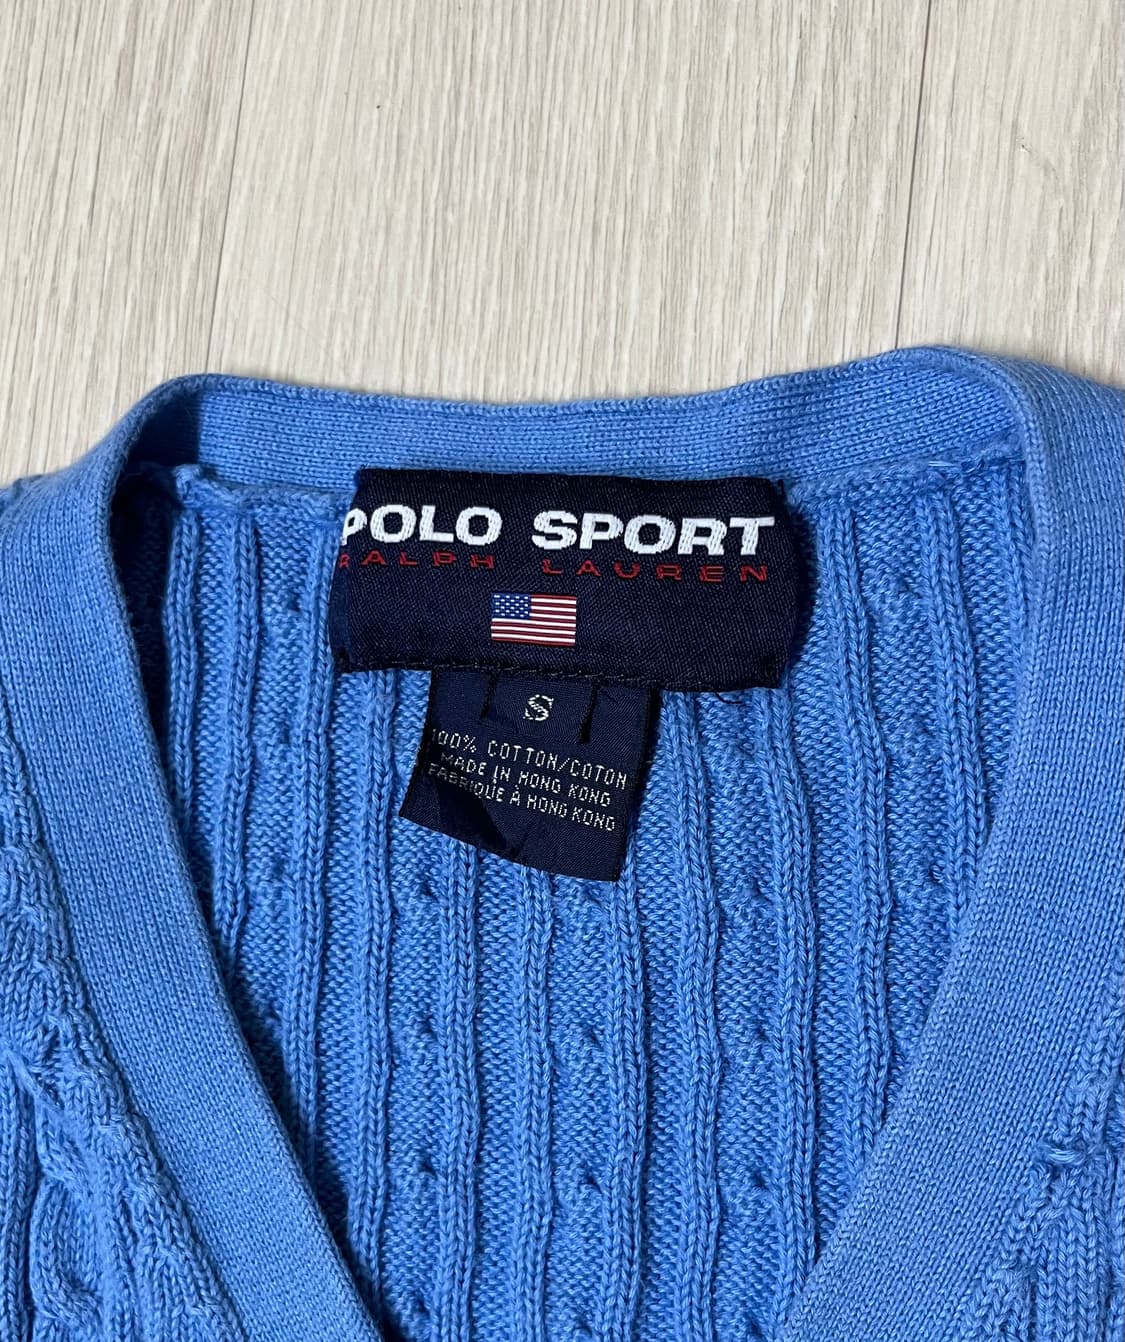 POLO SPORT
RALPH LAUREN
S
100% COTTON/COTON
MADE IN HONG KONG
FABRIQUE À HONG KONG